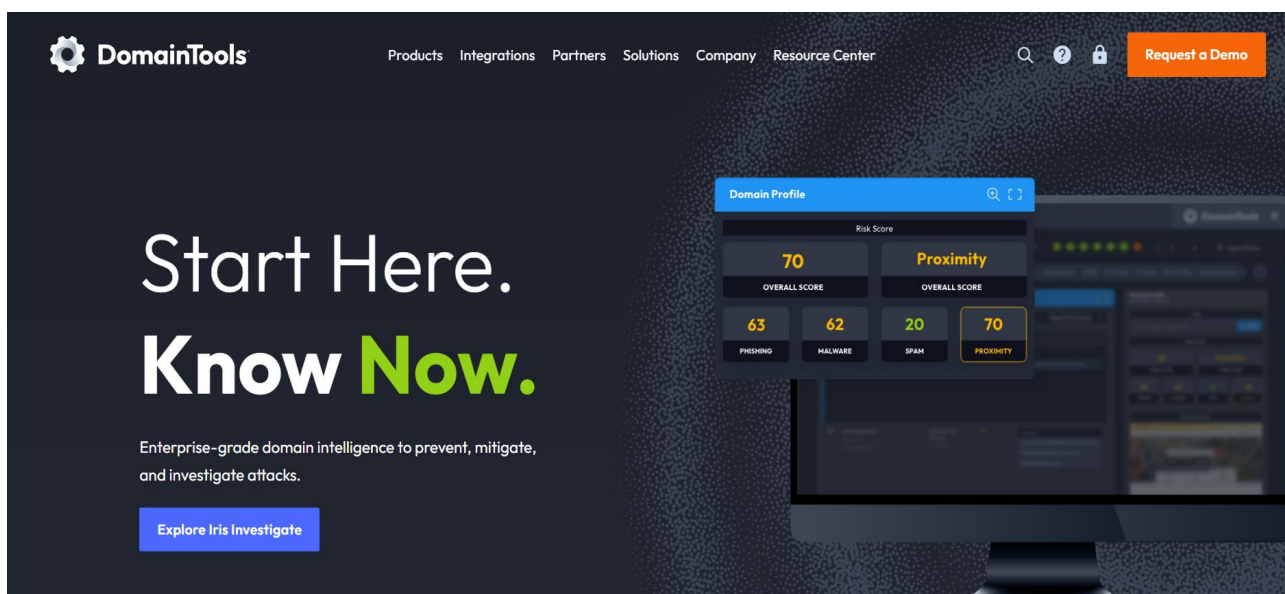 DomainTools
Products Integrations Partners Solutions Company Resource Center
Request a Demo
Start Here.
Know Now.
Enterprise-grade domain intelligence to prevent, mitigate,
and investigate attacks.
Explore Iris Investigate
Domain Profile
Risk Score
70 Proximity
OVERALL SCORE OVERALL SCORE
63 62 20 70
PHISHING MALWARE SPAM PROXIMITY
DomainTools